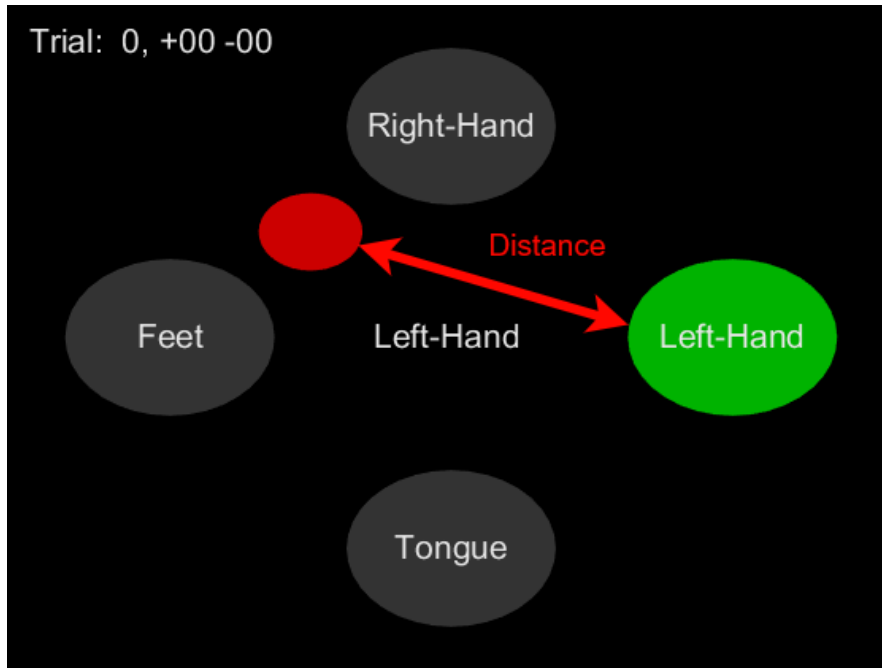 Trial:  0, +00 -00
Right-Hand
Distance
Feet
Left-Hand
Left-Hand
Tongue